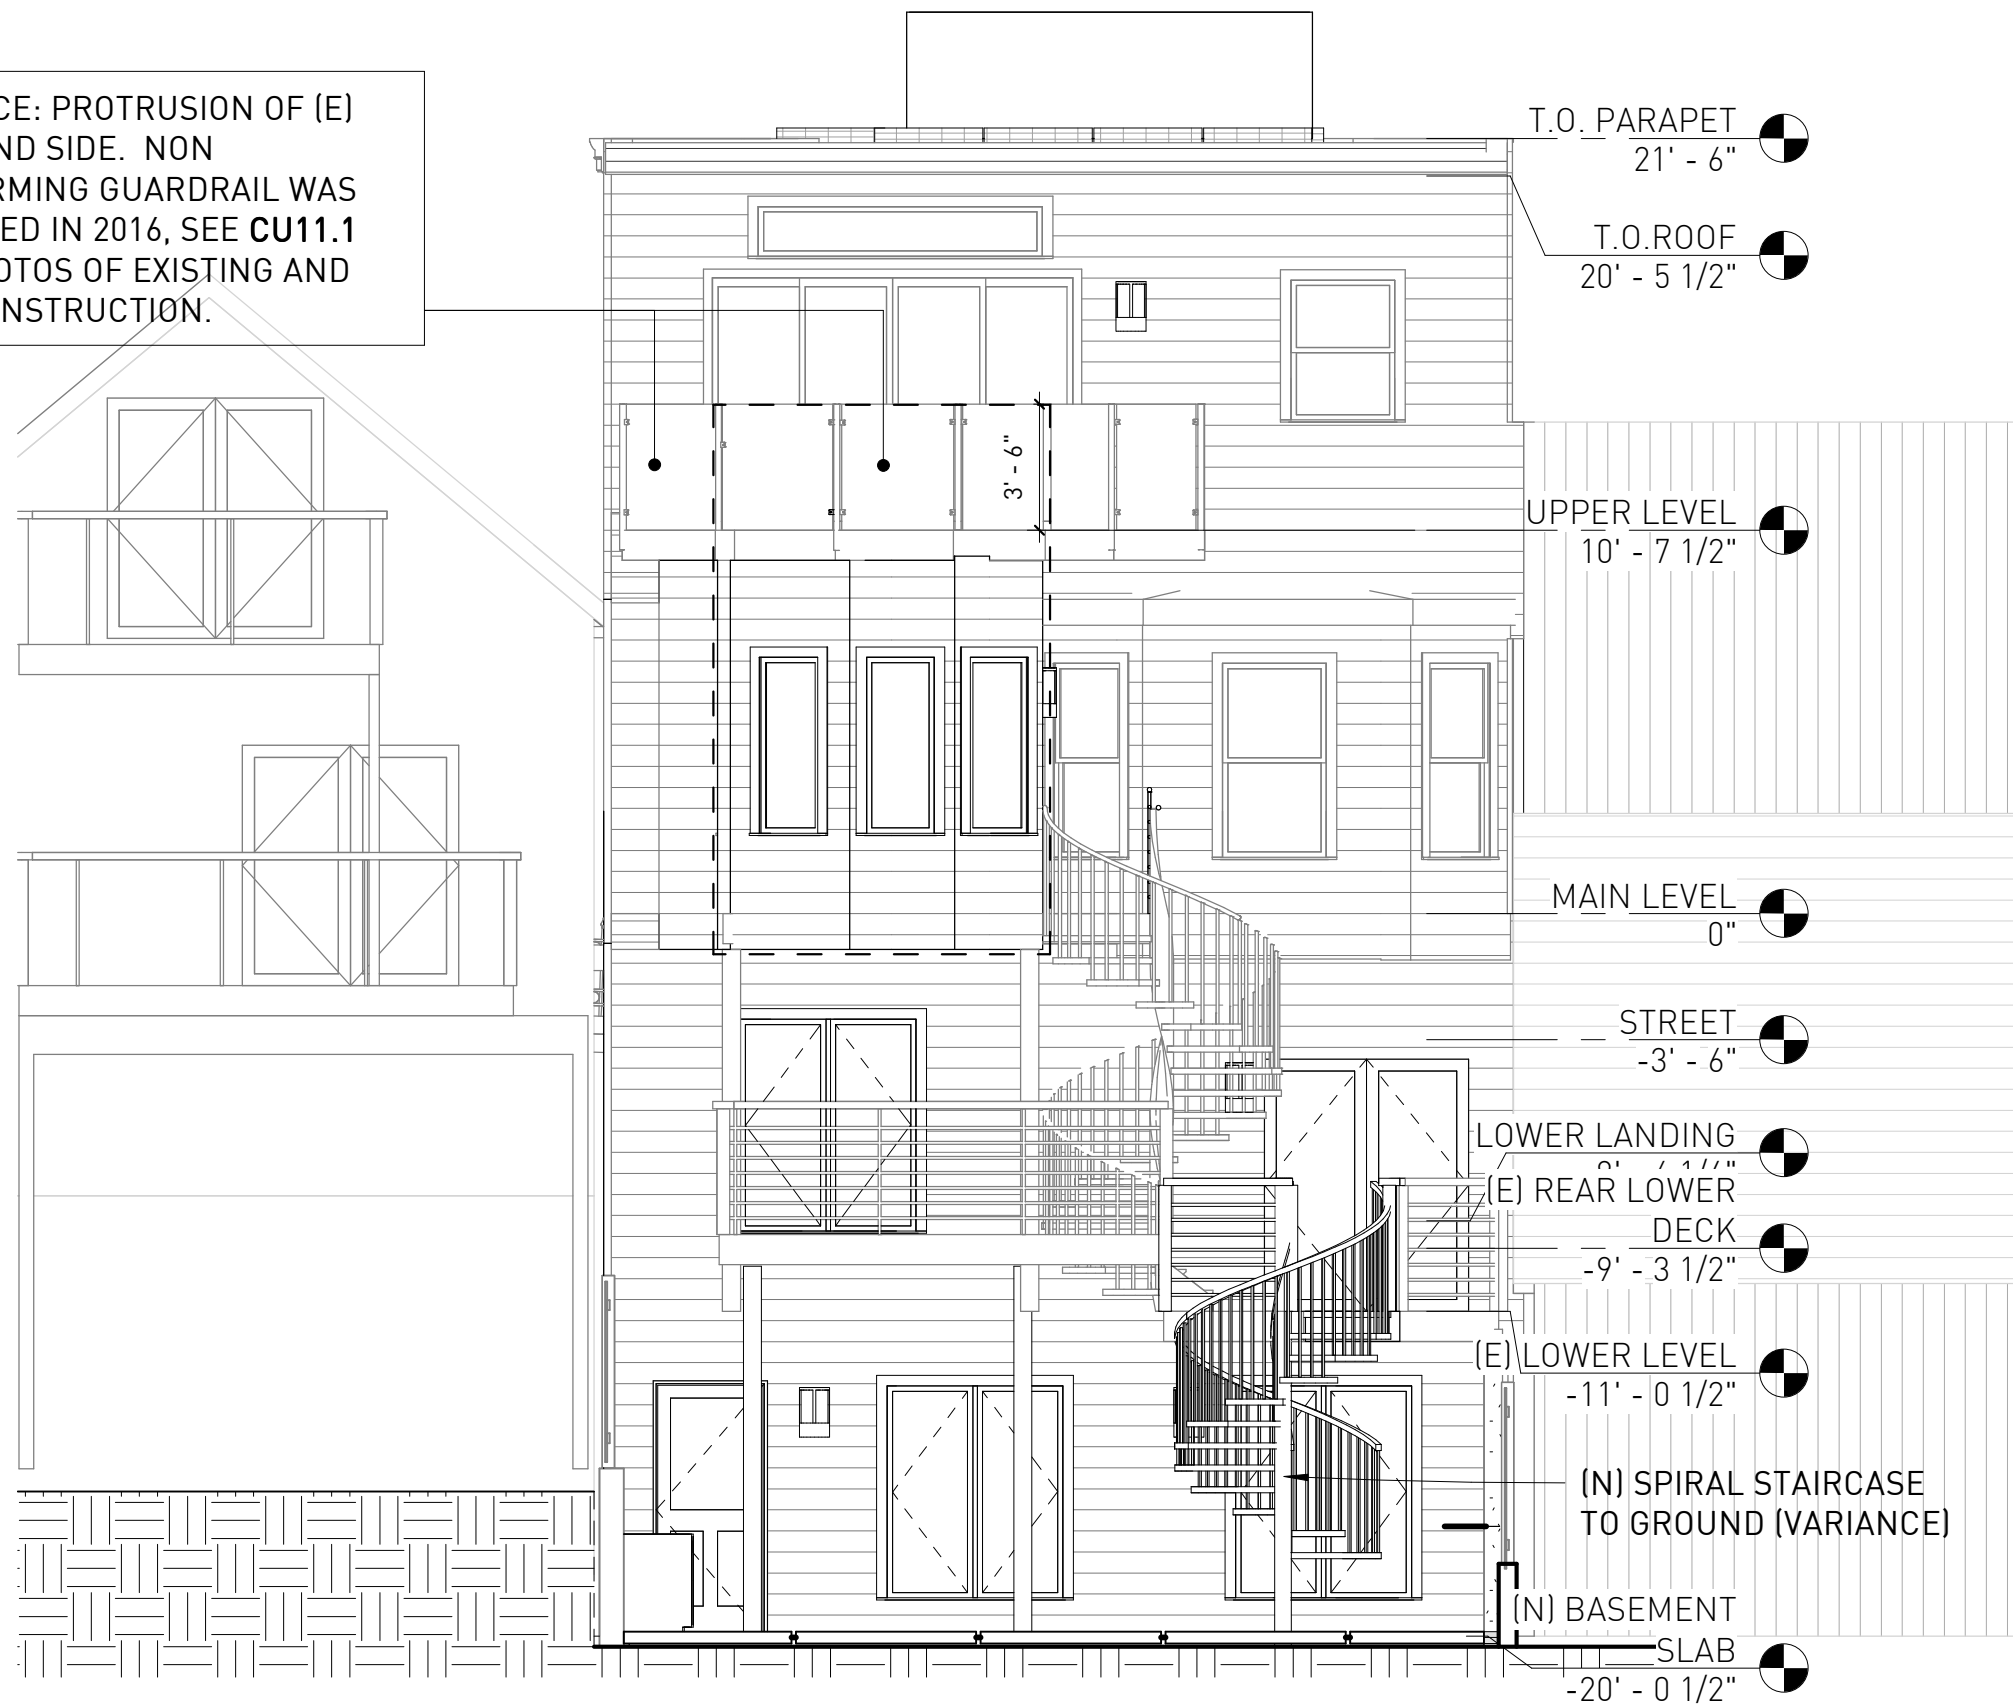 CE: PROTRUSION OF (E)
ND SIDE. NON
RMING GUARDRAIL WAS
ED IN 2016, SEE CU11.1
OTOS OF EXISTING AND
NSTRUCTION.
T.O. PARAPET
21' - 6"
T.O.ROOF
20' - 5 1/2"
3' - 6"
UPPER LEVEL
10' - 7 1/2"
MAIN LEVEL
0"
STREET
-3' - 6"
LOWER LANDING
(E) REAR LOWER
DECK
-9' - 3 1/2"
(E) LOWER LEVEL
-11' - 0 1/2"
(N) SPIRAL STAIRCASE
TO GROUND (VARIANCE)
(N) BASEMENT
SLAB
-20' - 0 1/2"